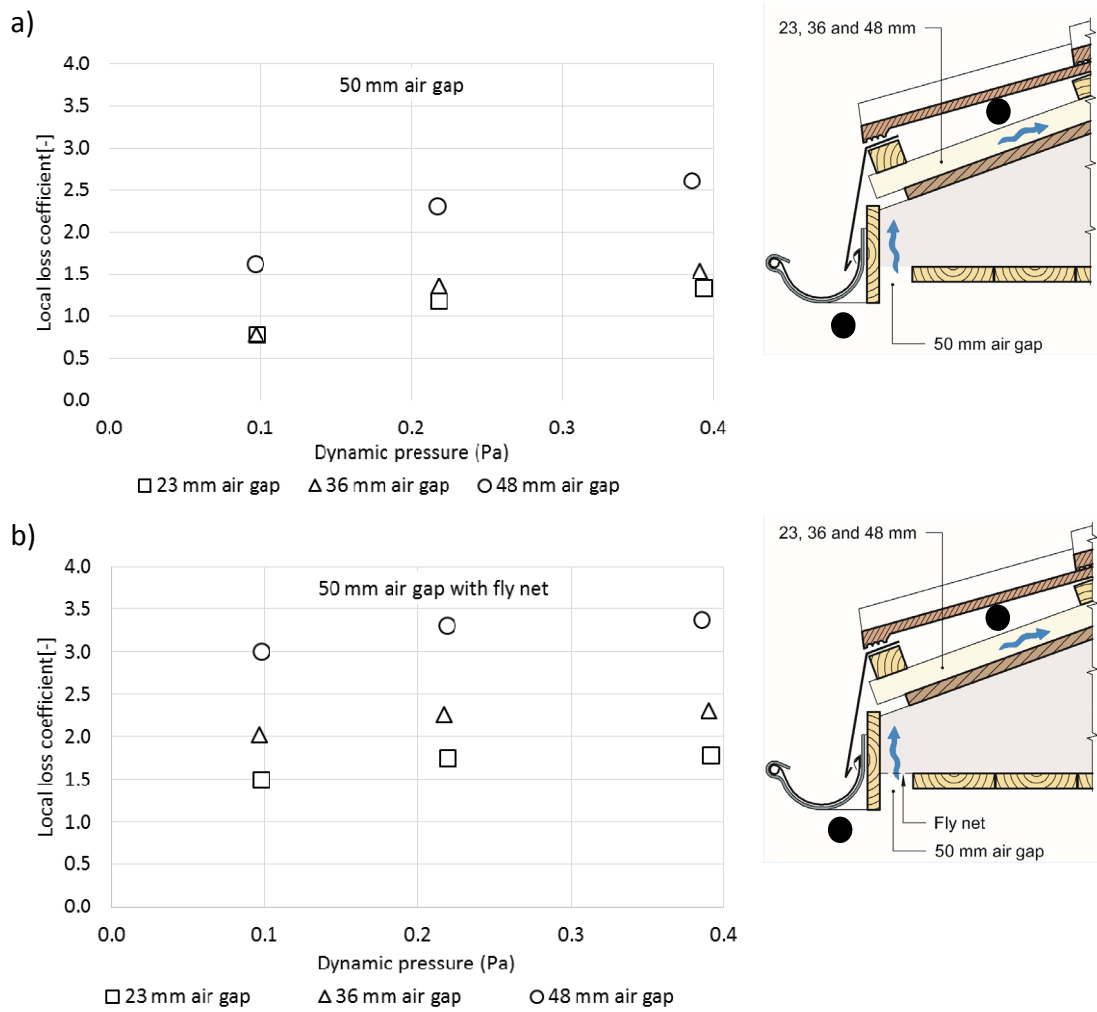 a)
50 mm air gap
4.0
3.5
3.0
2.5
2.0
1.5
1.0
0.5
0.0
Local loss coefficient[-]
0.0 0.1 0.2 0.3 0.4
Dynamic pressure (Pa)
23 mm air gap 36 mm air gap 48 mm air gap
23, 36 and 48 mm
50 mm air gap
b)
50 mm air gap with fly net
4.0
3.5
3.0
2.5
2.0
1.5
1.0
0.5
0.0
Local loss coefficient[-]
0.0 0.1 0.2 0.3 0.4
Dynamic pressure (Pa)
23 mm air gap 36 mm air gap 48 mm air gap
23, 36 and 48 mm
Fly net
50 mm air gap